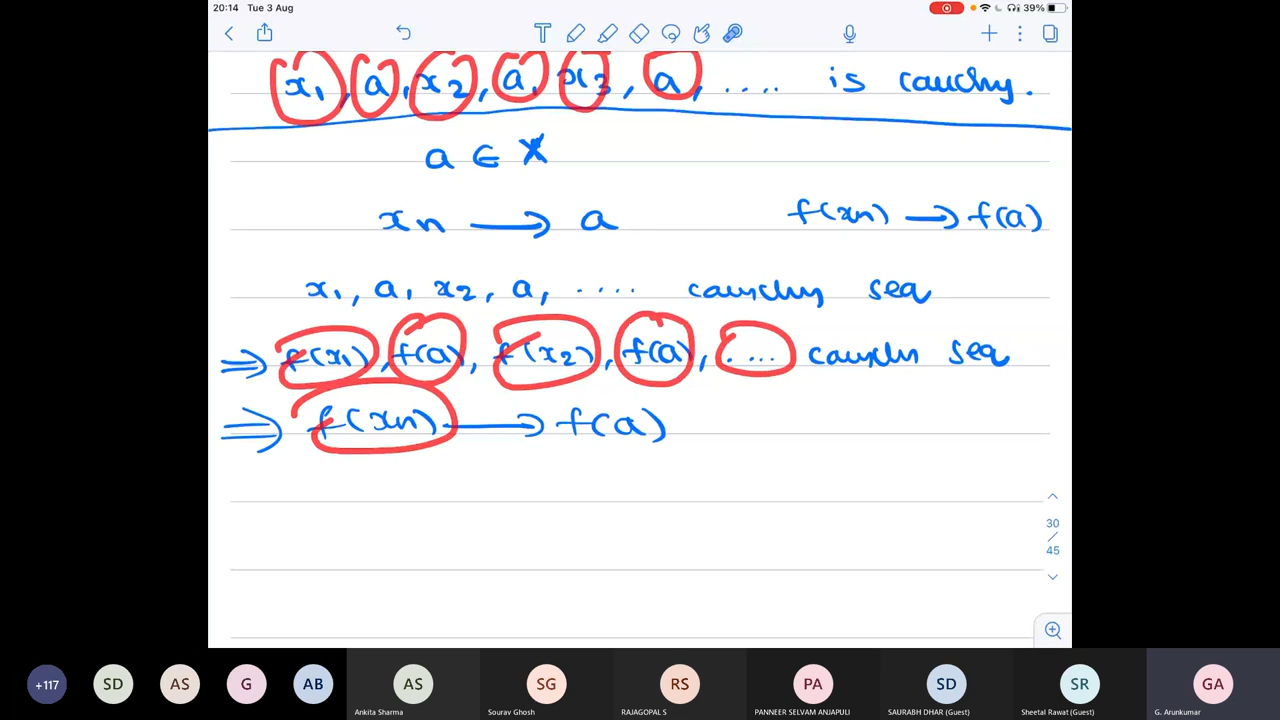 20:14 Tue 3 Aug 39%
x1, a, x2, a, x3, a, .... is cauchy.
a ∈ X
xn → a f(xn) → f(a)
x1, a, x2, a, .... cauchy seq
⇒ f(x1), f(a), f(x2), f(a), .... cauchy seq
⇒ f(xn) → f(a)
30
/
45
+117 SD AS G AB AS SG RS PA SD SR GA
Ankita Sharma Sourav Ghosh RAJAGOPAL S PANNEER SELVAM ANJAPULI SAURABH DHAR (Guest) Sheetal Rawat (Guest) G. Arunkumar